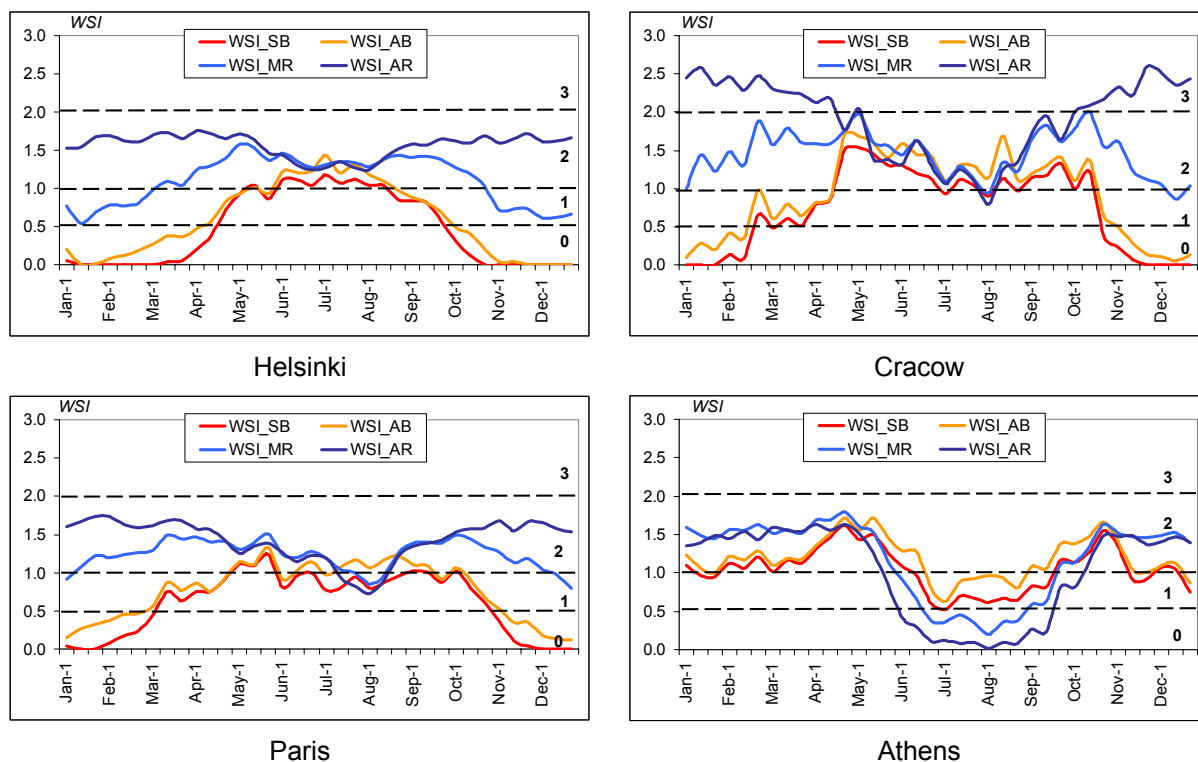 WSI
WSI_SB WSI_AB
WSI_MR WSI_AR
3.0
2.5
2.0
1.5
1.0
0.5
0.0
3
2
1
0
Jan-1 Feb-1 Mar-1 Apr-1 May-1 Jun-1 Jul-1 Aug-1 Sep-1 Oct-1 Nov-1 Dec-1
Helsinki
WSI
WSI_SB WSI_AB
WSI_MR WSI_AR
3.0
2.5
2.0
1.5
1.0
0.5
0.0
3
2
1
0
Jan-1 Feb-1 Mar-1 Apr-1 May-1 Jun-1 Jul-1 Aug-1 Sep-1 Oct-1 Nov-1 Dec-1
Cracow
WSI
WSI_SB WSI_AB
WSI_MR WSI_AR
3.0
2.5
2.0
1.5
1.0
0.5
0.0
3
2
1
0
Jan-1 Feb-1 Mar-1 Apr-1 May-1 Jun-1 Jul-1 Aug-1 Sep-1 Oct-1 Nov-1 Dec-1
Paris
WSI
WSI_SB WSI_AB
WSI_MR WSI_AR
3.0
2.5
2.0
1.5
1.0
0.5
0.0
3
2
1
0
Jan-1 Feb-1 Mar-1 Apr-1 May-1 Jun-1 Jul-1 Aug-1 Sep-1 Oct-1 Nov-1 Dec-1
Athens